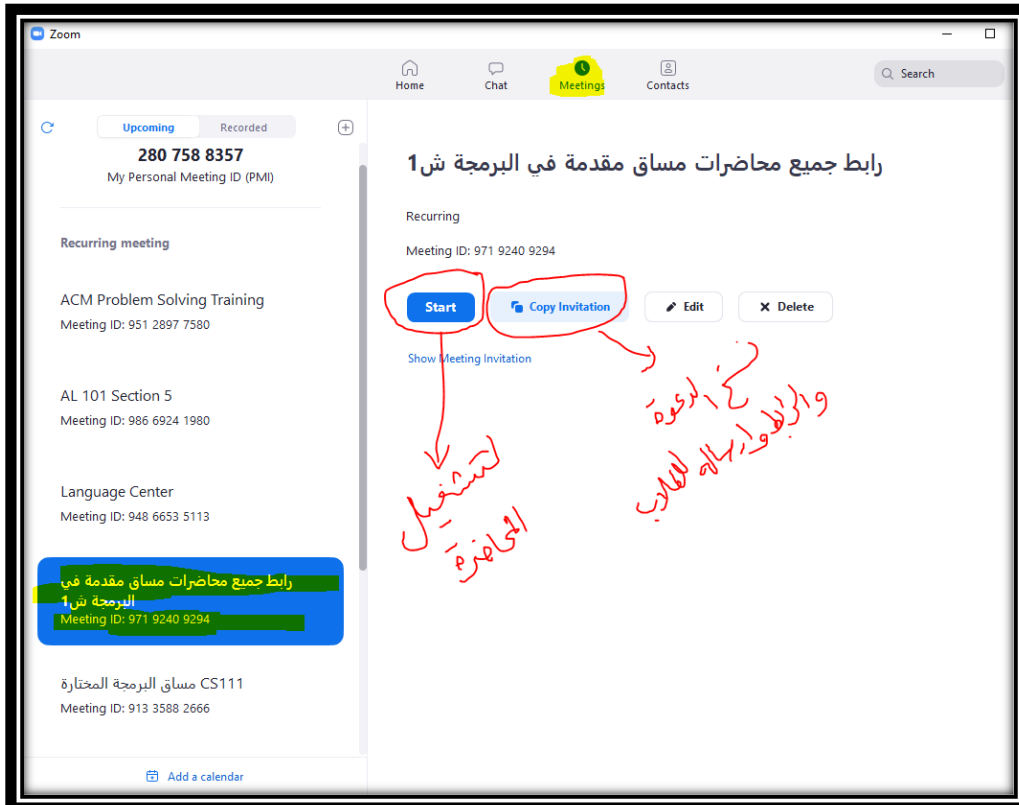 Zoom
Home
Chat
Meetings
Contacts
Search
Upcoming
Recorded
280 758 8357
My Personal Meeting ID (PMI)
Recurring meeting
ACM Problem Solving Training
Meeting ID: 951 2897 7580
AL 101 Section 5
Meeting ID: 986 6924 1980
Language Center
Meeting ID: 948 6653 5113
رابط جميع محاضرات مساق مقدمة في
البرمجة ش1
Meeting ID: 971 9240 9294
CS111 مساق البرمجة المختارة
Meeting ID: 913 3588 2666
Add a calendar
رابط جميع محاضرات مساق مقدمة في البرمجة ش1
Recurring
Meeting ID: 971 9240 9294
Start
Copy Invitation
Edit
Delete
Show Meeting Invitation
نسخ الدعوة
والرابط وارساله للطلاب
لتشغيل
المحاضرة